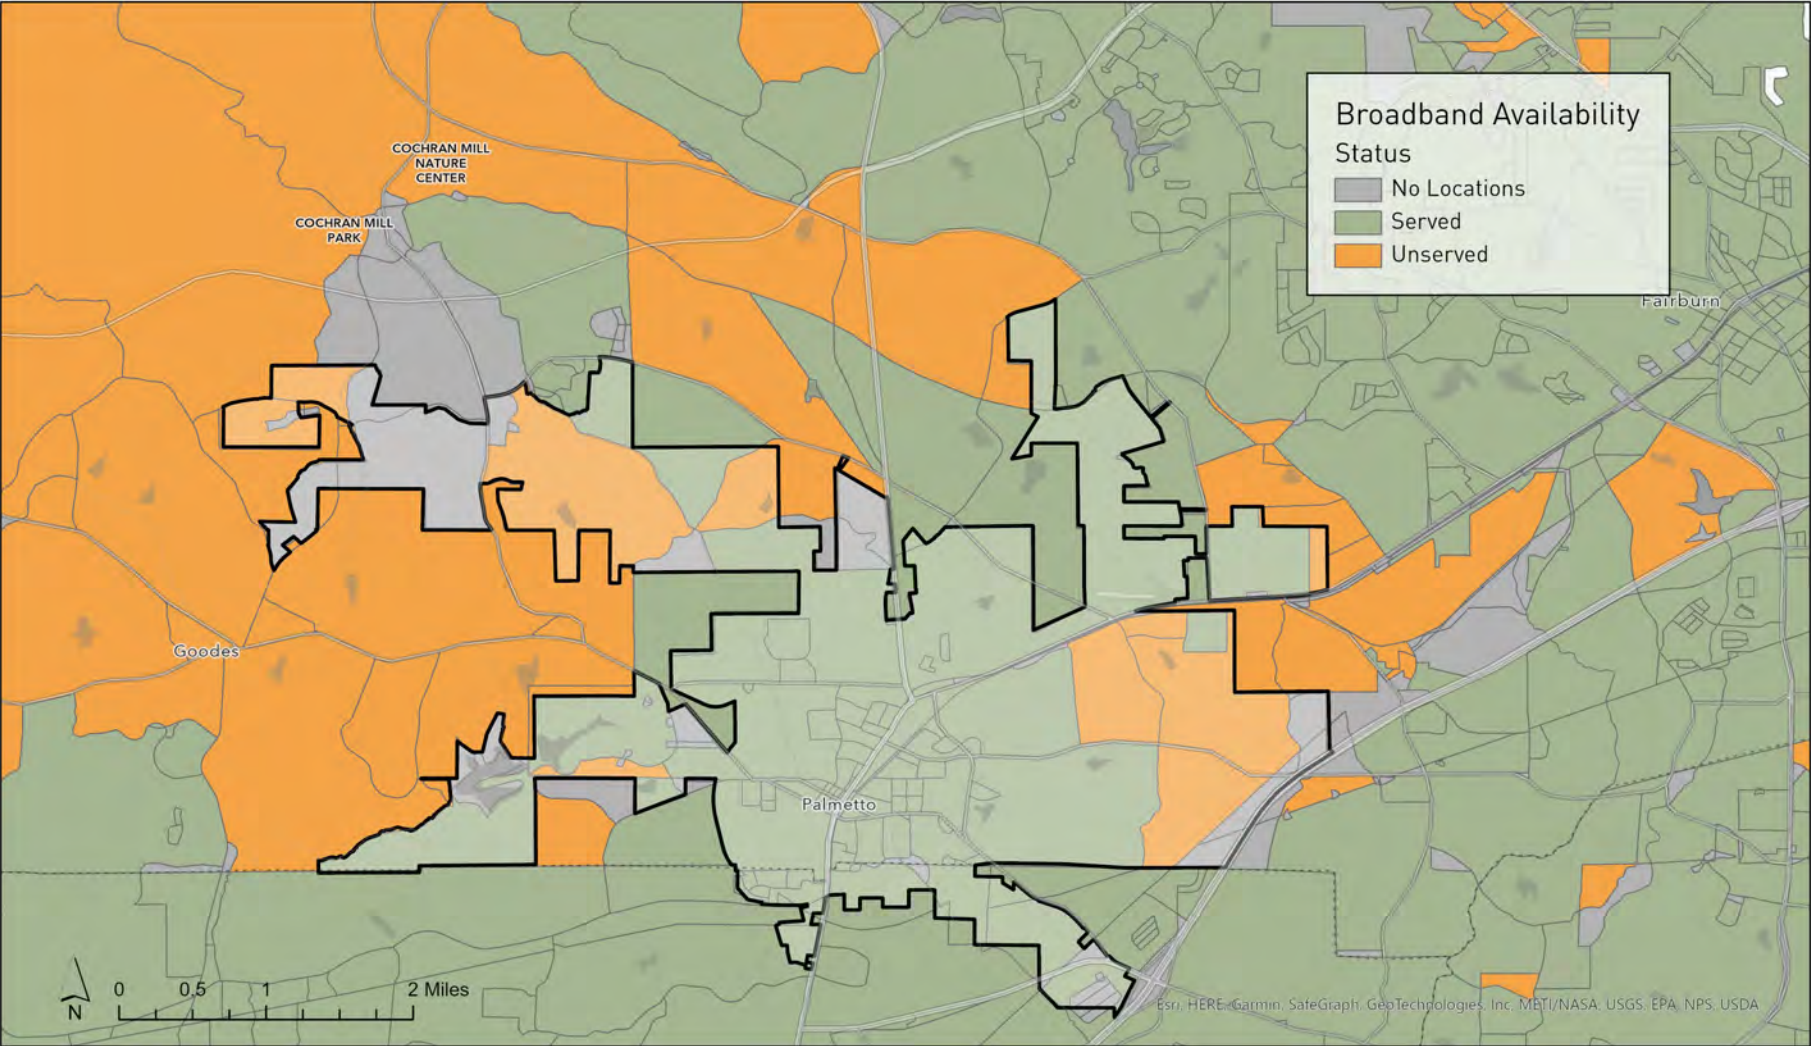 Broadband Availability
Status
No Locations
Served
Unserved
COCHRAN MILL
NATURE
CENTER
COCHRAN MILL
PARK
Fairburn
Goodes
Palmetto
N
0 0.5 1 2 Miles
Esri, HERE, Garmin, SafeGraph, GeoTechnologies, Inc, METI/NASA, USGS, EPA, NPS, USDA